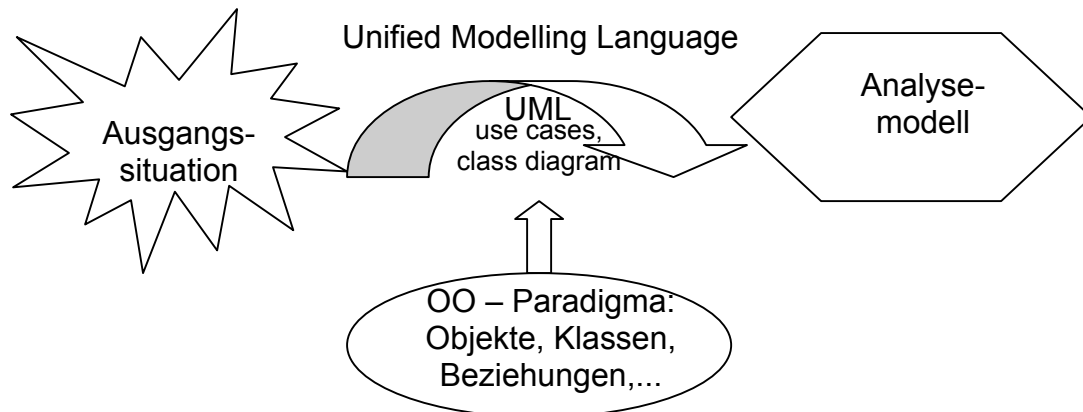 Unified Modelling Language
Ausgangs-
situation
UML
use cases,
class diagram
Analyse-
modell
OO – Paradigma:
Objekte, Klassen,
Beziehungen,...